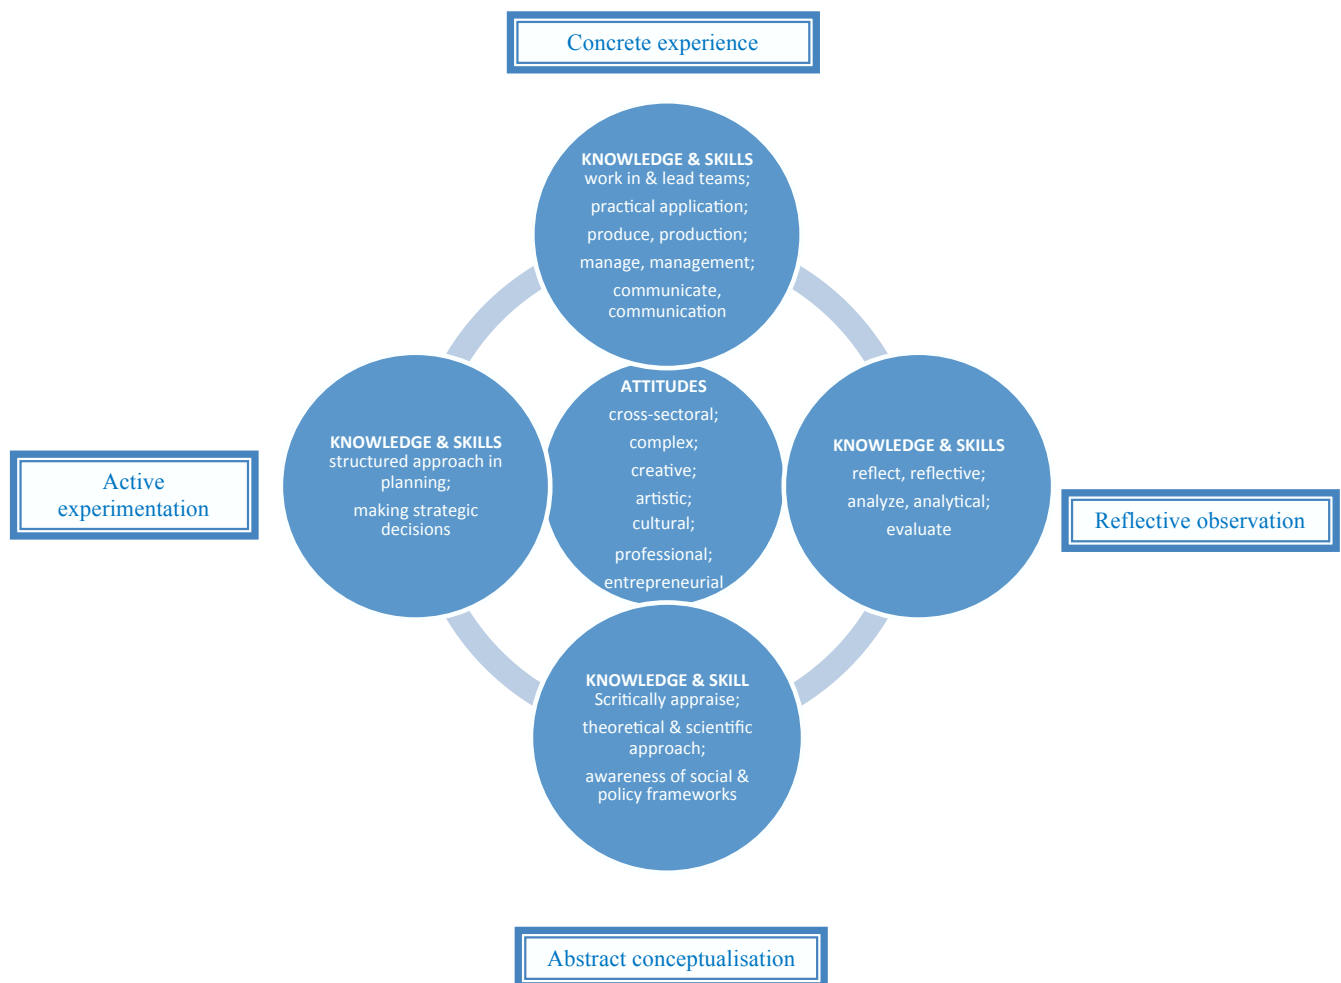 Concrete experience
KNOWLEDGE & SKILLS
work in & lead teams;
practical application;
produce, production;
manage, management;
communicate,
communication
Active
experimentation
KNOWLEDGE & SKILLS
structured approach in
planning;
making strategic
decisions
ATTITUDES
cross-sectoral;
complex;
creative;
artistic;
cultural;
professional;
entrepreneurial
KNOWLEDGE & SKILLS
reflect, reflective;
analyze, analytical;
evaluate
Reflective observation
KNOWLEDGE & SKILL
Scritically appraise;
theoretical & scientific
approach;
awareness of social &
policy frameworks
Abstract conceptualisation